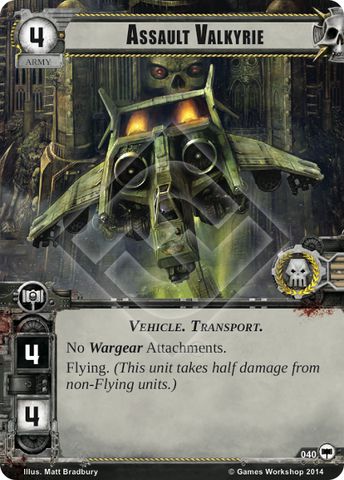 4
ARMY
ASSAULT VALKYRIE
VEHICLE. TRANSPORT.
4
No Wargear Attachments.
Flying. (This unit takes half damage from
non-Flying units.)
4
040
Illus. Matt Bradbury
© Games Workshop 2014